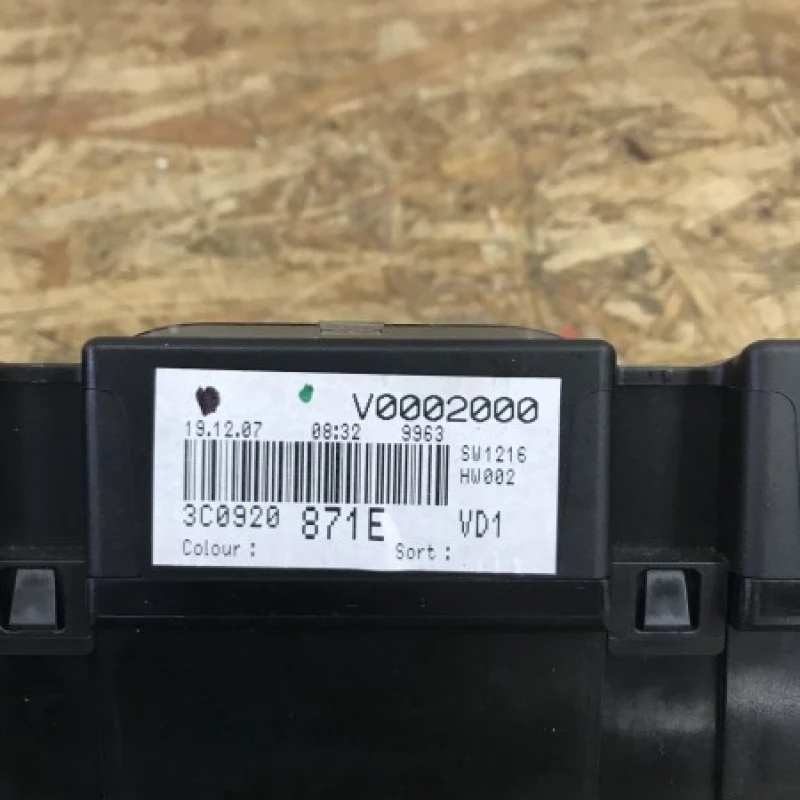 V0002000
19.12.07 08:32 9963
SW1216
HW002
3C0920 871E VD1
Colour : Sort :